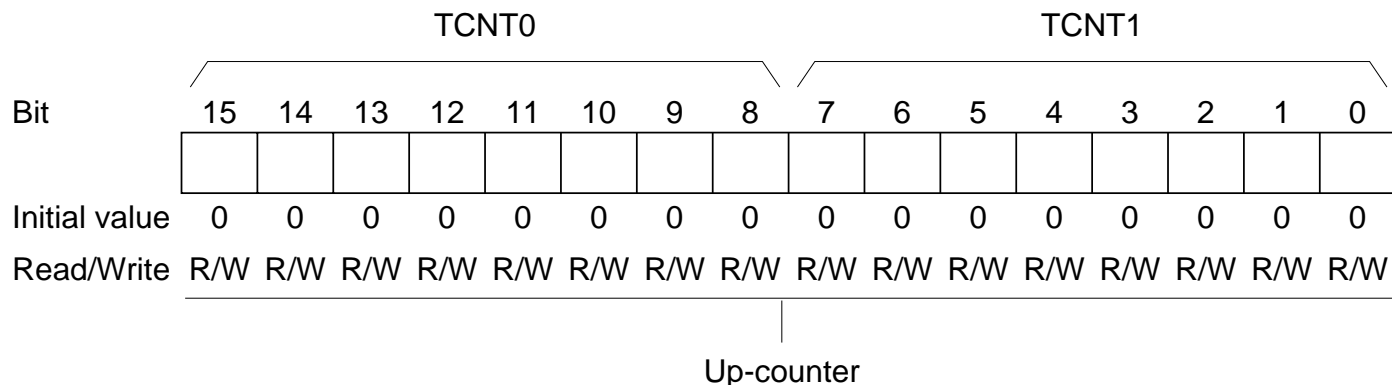 TCNT0 TCNT1
Bit 15 14 13 12 11 10 9 8 7 6 5 4 3 2 1 0
Initial value 0 0 0 0 0 0 0 0 0 0 0 0 0 0 0 0
Read/Write R/W R/W R/W R/W R/W R/W R/W R/W R/W R/W R/W R/W R/W R/W R/W R/W
Up-counter